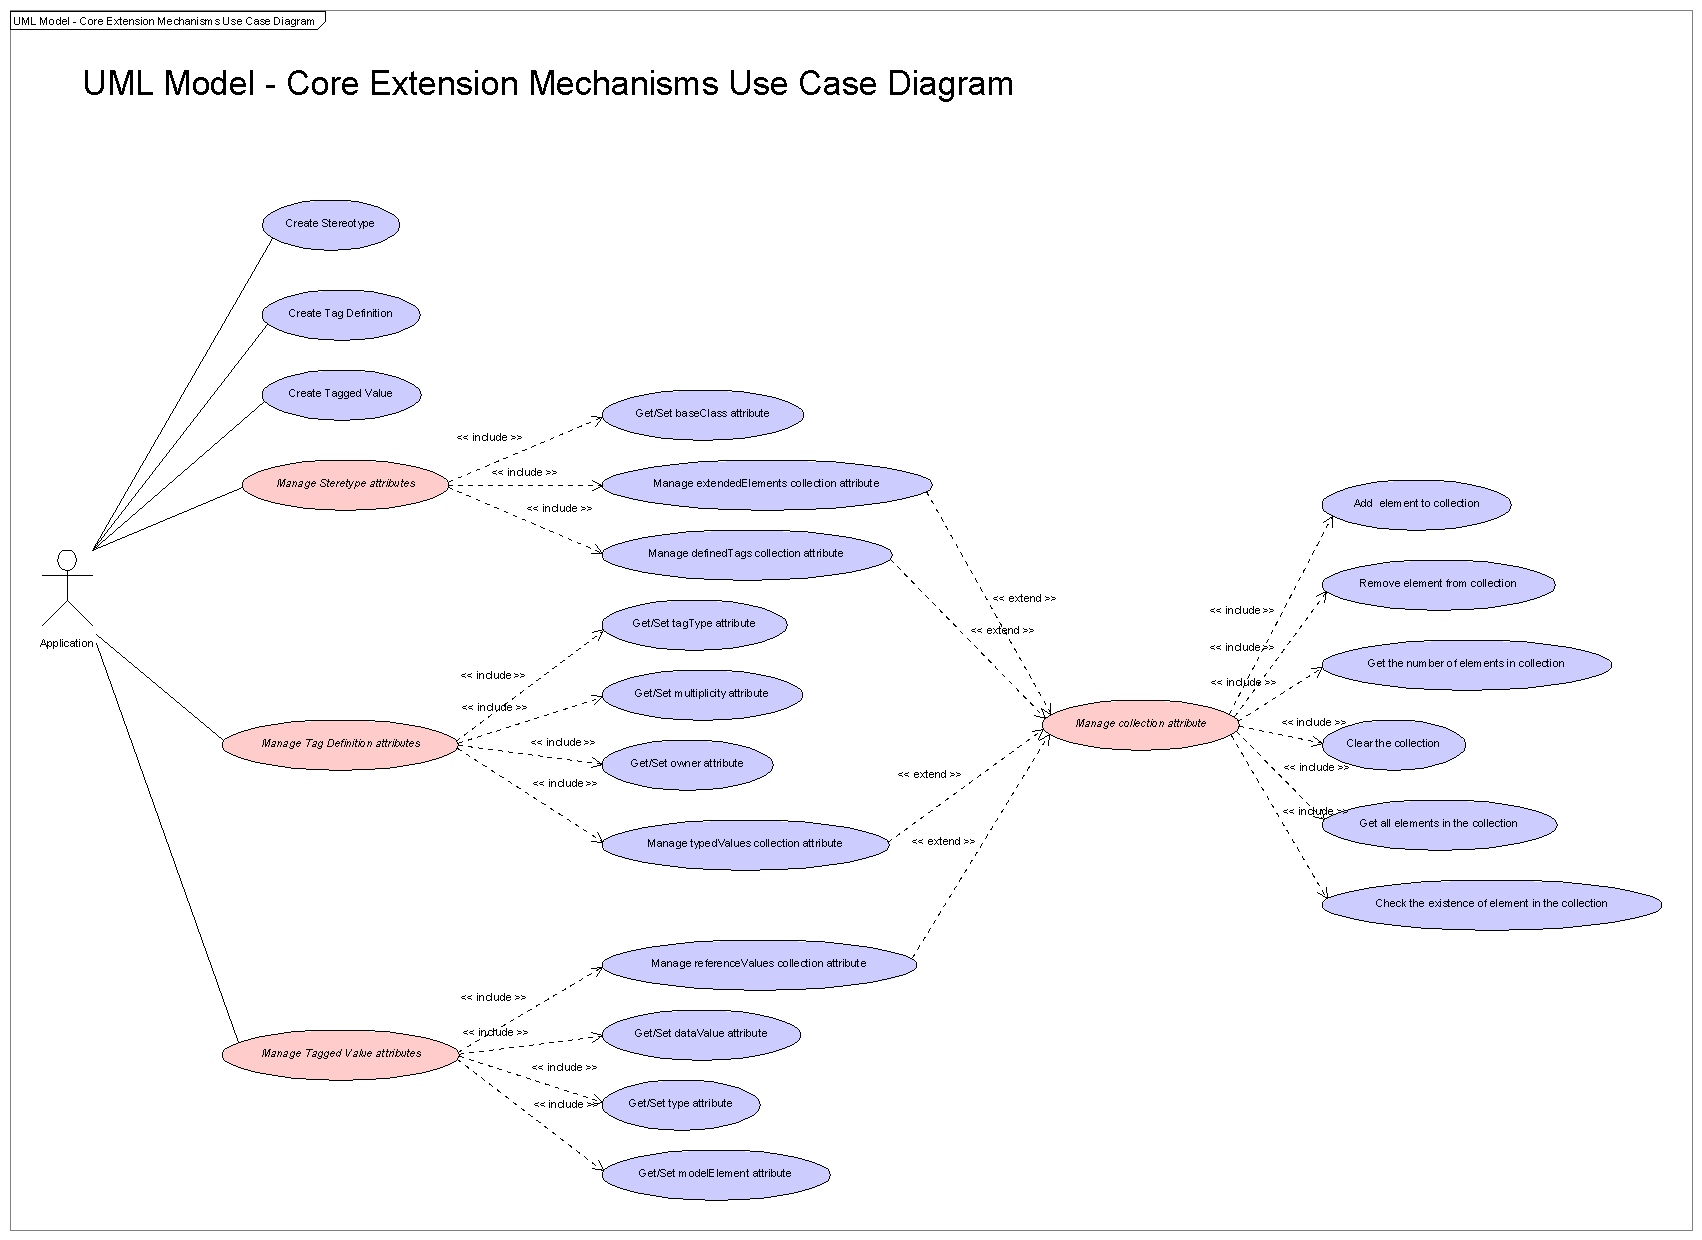 UML Model - Core Extension Mechanisms Use Case Diagram
UML Model - Core Extension Mechanisms Use Case Diagram
Create Stereotype
Create Tag Definition
Create Tagged Value
Get/Set baseClass attribute
<< include >>
<< include >>
Manage Steretype attributes
Manage extendedElements collection attribute
<< include >>
Manage definedTags collection attribute
Add  element to collection
Remove element from collection
<< extend >>
<< include >>
Get/Set tagType attribute
<< extend >>
Application
<< include >>
Get the number of elements in collection
<< include >>
<< include >>
Get/Set multiplicity attribute
<< include >>
Manage collection attribute
<< include >>
Manage Tag Definition attributes
<< include >>
Clear the collection
Get/Set owner attribute
<< include >>
<< extend >>
<< include >>
<< include >>
Get all elements in the collection
Manage typedValues collection attribute
<< extend >>
Check the existence of element in the collection
Manage referenceValues collection attribute
<< include >>
<< include >>
Get/Set dataValue attribute
Manage Tagged Value attributes
<< include >>
<< include >>
Get/Set type attribute
Get/Set modelElement attribute